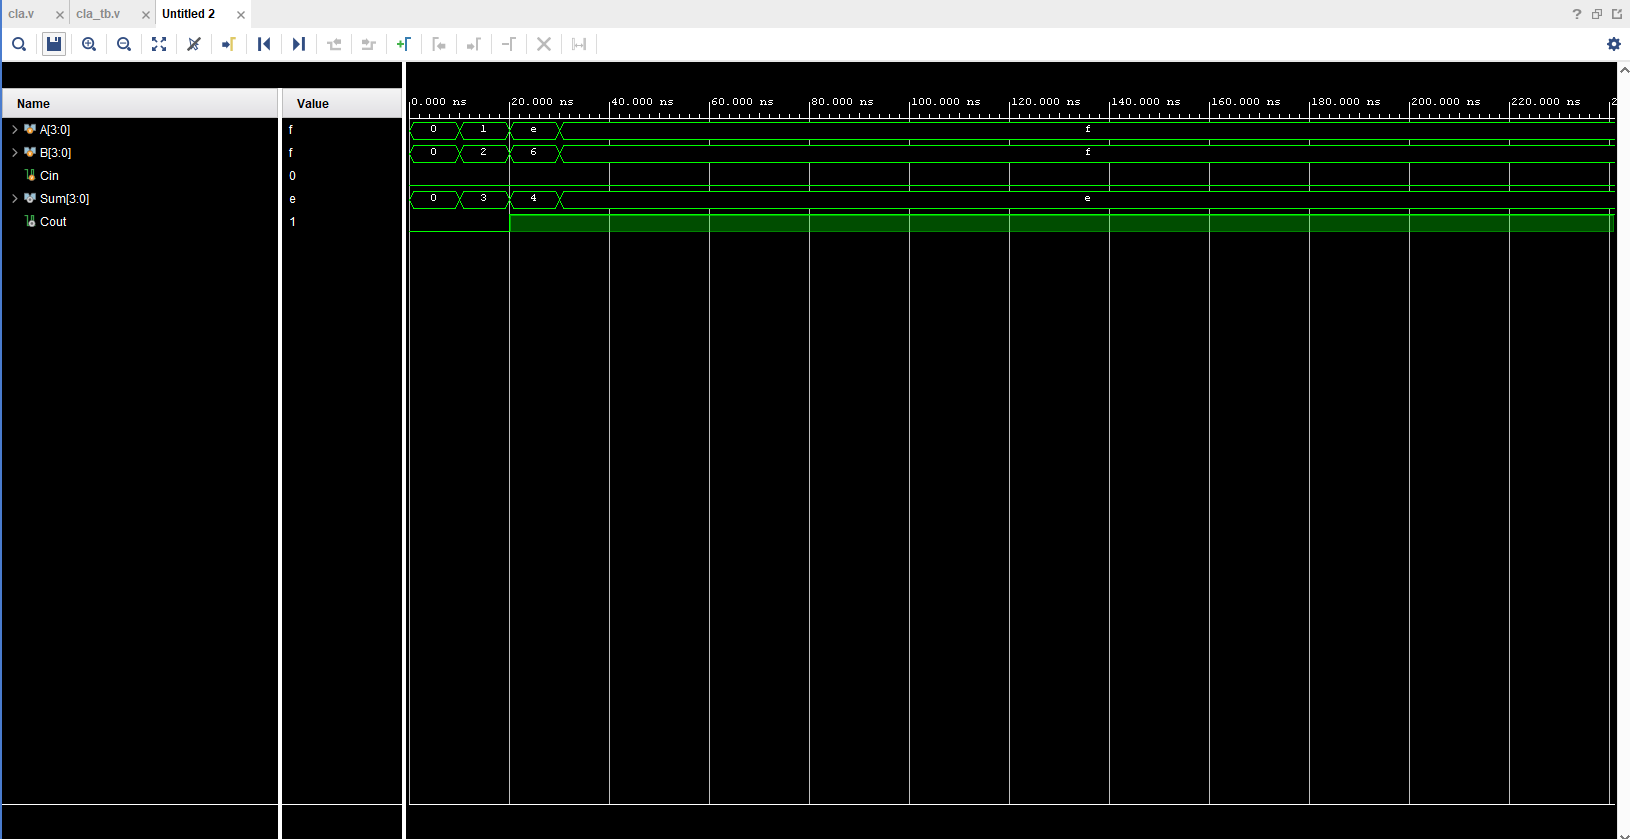 cla.v cla_tb.v Untitled 2
Name Value
0.000 ns 20.000 ns 40.000 ns 60.000 ns 80.000 ns 100.000 ns 120.000 ns 140.000 ns 160.000 ns 180.000 ns 200.000 ns 220.000 ns 2
A[3:0] f 0 1 e f
B[3:0] f 0 2 6 f
Cin 0
Sum[3:0] e 0 3 4 e
Cout 1